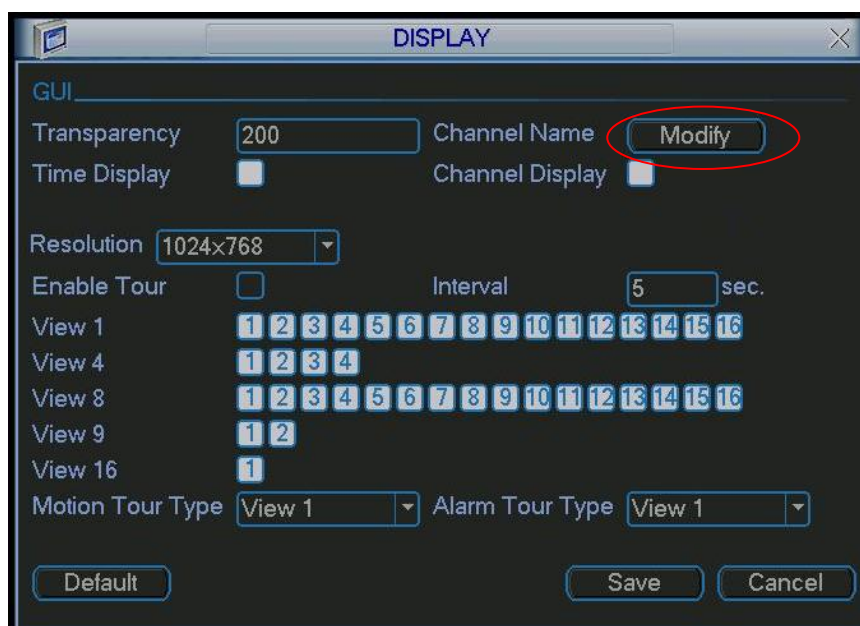 DISPLAY
GUI
Transparency 200 Channel Name Modify
Time Display Channel Display
Resolution 1024×768
Enable Tour Interval 5 sec.
View 1 1 2 3 4 5 6 7 8 9 10 11 12 13 14 15 16
View 4 1 2 3 4
View 8 1 2 3 4 5 6 7 8 9 10 11 12 13 14 15 16
View 9 1 2
View 16 1
Motion Tour Type View 1 Alarm Tour Type View 1
Default Save Cancel